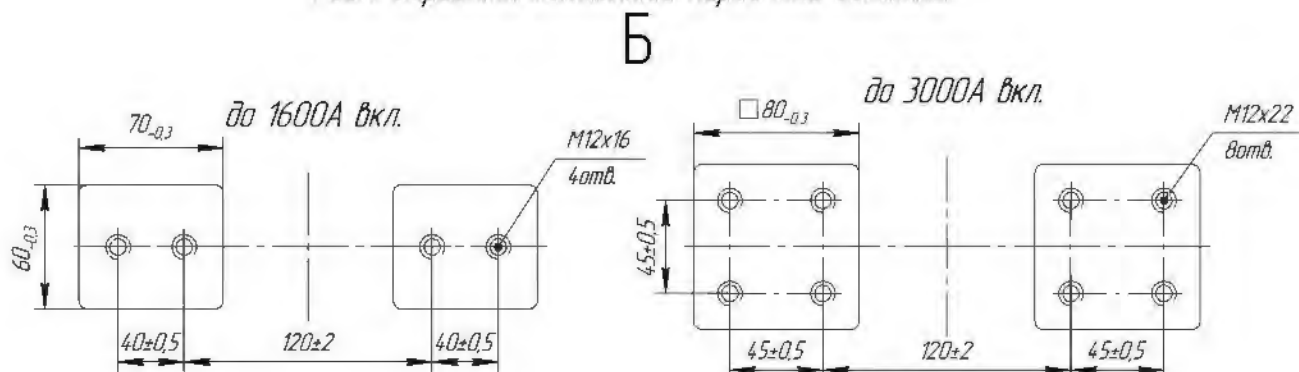 Б
до 1600А вкл.
70-0,3
М12х16
4отв.
60-0,3
40±0,5
120±2
40±0,5
до 3000А вкл.
□80-0,3
М12х22
8отв.
45±0,5
45±0,5
120±2
45±0,5